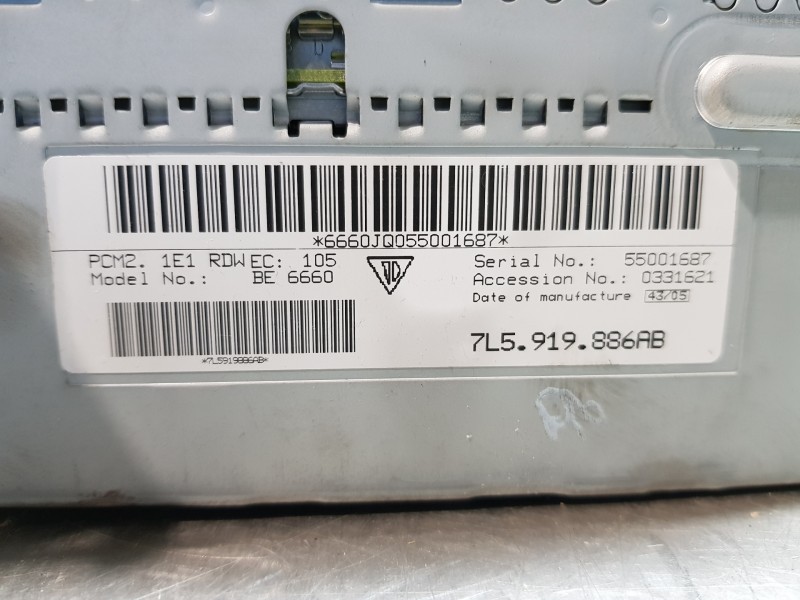 *6660JQ055001687*
PCM2. 1E1 RDW EC: 105
Model No.: BE 6660
Serial No.: 55001687
Accession No.: 0331621
Date of manufacture 43/05
7L5.919.886AB
*7L5919886AB*